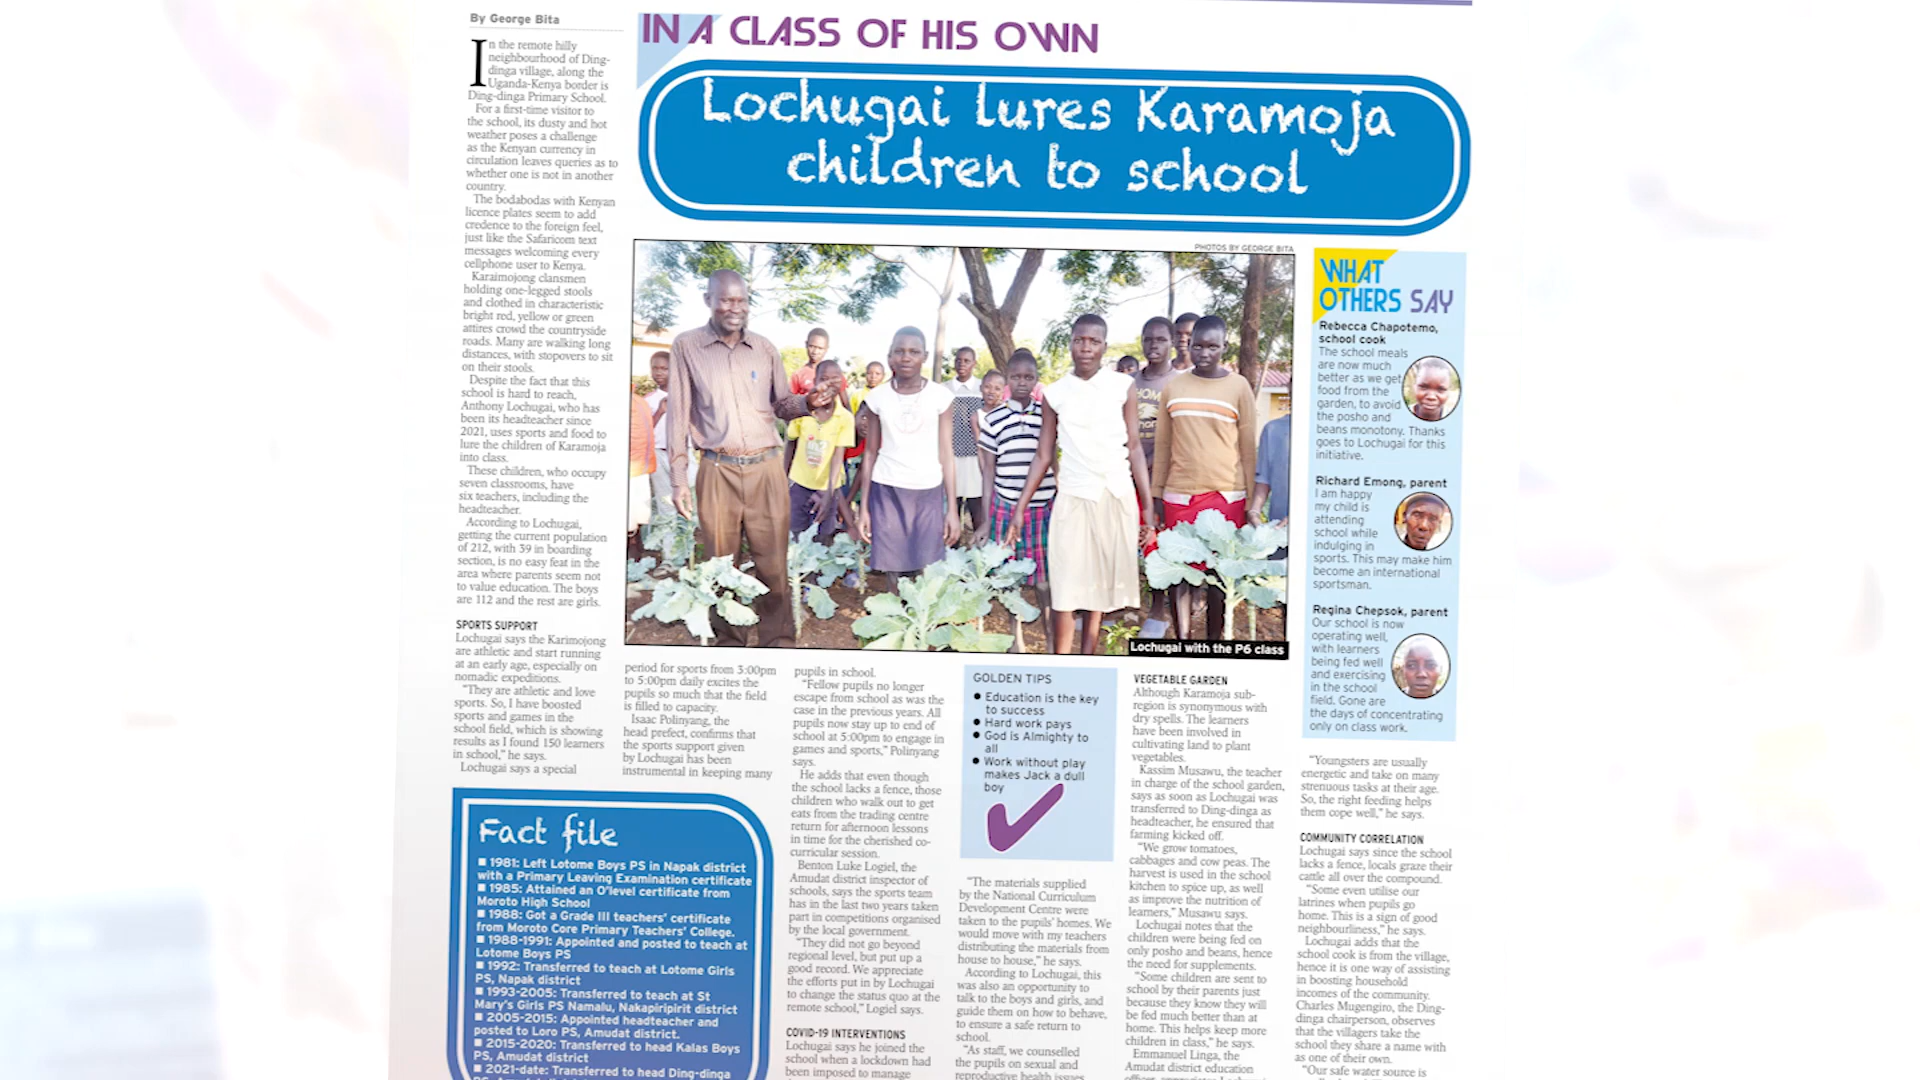 By George Bita
In the remote hilly
neighbourhood of Ding-
dinga village, along the
Uganda-Kenya border is
Ding-dinga Primary School.
For a first-time visitor to
the school, its dusty and hot
weather poses a challenge
as the Kenyan currency in
circulation leaves queries as to
whether one is not in another
country.
The bodabodas with Kenyan
licence plates seem to add
credence to the foreign feel,
just like the Safaricom text
messages welcoming every
cellphone user to Kenya.
Karaimojong clansmen
holding one-legged stools
and clothed in characteristic
bright red, yellow or green
attires crowd the countryside
roads. Many are walking long
distances, with stopovers to sit
on their stools.
Despite the fact that this
school is hard to reach,
Anthony Lochugai, who has
been its headteacher since
2021, uses sports and food to
lure the children of Karamoja
into class.
These children, who occupy
seven classrooms, have
six teachers, including the
headteacher.
According to Lochugai,
getting the current population
of 212, with 39 in boarding
section, is no easy feat in the
area where parents seem not
to value education. The boys
are 112 and the rest are girls.
SPORTS SUPPORT
Lochugai says the Karimojong
are athletic and start running
at an early age, especially on
nomadic expeditions.
"They are athletic and love
sports. So, I have boosted
sports and games in the
school field, which is showing
results as I found 150 learners
in school," he says.
Lochugai says a special
IN A CLASS OF HIS OWN
Lochugai lures Karamoja
children to school
PHOTOS BY GEORGE BITA
Lochugai with the P6 class
period for sports from 3:00pm
to 5:00pm daily excites the
pupils so much that the field
is filled to capacity.
Isaac Polinyang, the
head prefect, confirms that
the sports support given
by Lochugai has been
instrumental in keeping many
Fact file
■ 1981: Left Lotome Boys PS in Napak district
with a Primary Leaving Examination certificate
■ 1985: Attained an O'level certificate from
Moroto High School
■ 1988: Got a Grade III teachers' certificate
from Moroto Core Primary Teachers' College.
■ 1988-1991: Appointed and posted to teach at
Lotome Boys PS
■ 1992: Transferred to teach at Lotome Girls
PS, Napak district
■ 1993-2005: Transferred to teach at St
Mary's Girls PS Namalu, Nakapiripirit district
■ 2005-2015: Appointed headteacher and
posted to Loro PS, Amudat district.
■ 2015-2020: Transferred to head Kalas Boys
PS, Amudat district
■ 2021-date: Transferred to head Ding-dinga
pupils in school.
"Fellow pupils no longer
escape from school as was the
case in the previous years. All
pupils now stay up to end of
school at 5:00pm to engage in
games and sports," Polinyang
says.
He adds that even though
the school lacks a fence, those
children who walk out to get
eats from the trading centre
return for afternoon lessons
in time for the cherished co-
curricular session.
Benton Luke Logiel, the
Amudat district inspector of
schools, says the sports team
has in the last two years taken
part in competitions organised
by the local government.
"They did not go beyond
regional level, but put up a
good record. We appreciate
the efforts put in by Lochugai
to change the status quo at the
remote school," Logiel says.
COVID-19 INTERVENTIONS
Lochugai says he joined the
school when a lockdown had
been imposed to manage
GOLDEN TIPS
● Education is the key
to success
● Hard work pays
● God is Almighty to
all
● Work without play
makes Jack a dull
boy
"The materials supplied
by the National Curriculum
Development Centre were
taken to the pupils' homes. We
would move with my teachers
distributing the materials from
house to house," he says.
According to Lochugai, this
was also an opportunity to
talk to the boys and girls, and
guide them on how to behave,
to ensure a safe return to
school.
"As staff, we counselled
the pupils on sexual and
reproductive health issues
VEGETABLE GARDEN
Although Karamoja sub-
region is synonymous with
dry spells. The learners
have been involved in
cultivating land to plant
vegetables.
Kassim Musawu, the teacher
in charge of the school garden,
says as soon as Lochugai was
transferred to Ding-dinga as
headteacher, he ensured that
farming kicked off.
"We grow tomatoes,
cabbages and cow peas. The
harvest is used in the school
kitchen to spice up, as well
as improve the nutrition of
learners," Musawu says.
Lochugai notes that the
children were being fed on
only posho and beans, hence
the need for supplements.
"Some children are sent to
school by their parents just
because they know they will
be fed much better than at
home. This helps keep more
children in class," he says.
Emmanuel Linga, the
Amudat district education
WHAT
OTHERS SAY
Rebecca Chapotemo,
school cook
The school meals
are now much
better as we get
food from the
garden, to avoid
the posho and
beans monotony. Thanks
goes to Lochugai for this
initiative.
Richard Emong, parent
I am happy
my child is
attending
school while
indulging in
sports. This may make him
become an international
sportsman.
Regina Chepsok, parent
Our school is now
operating well,
with learners
being fed well
and exercising
in the school
field. Gone are
the days of concentrating
only on class work.
"Youngsters are usually
energetic and take on many
strenuous tasks at their age.
So, the right feeding helps
them cope well," he says.
COMMUNITY CORRELATION
Lochugai says since the school
lacks a fence, locals graze their
cattle all over the compound.
"Some even utilise our
latrines when pupils go
home. This is a sign of good
neighbourliness," he says.
Lochugai adds that the
school cook is from the village,
hence it is one way of assisting
in boosting household
incomes of the community.
Charles Mugengiro, the Ding-
dinga chairperson, observes
that the villagers take the
school they share a name with
as one of their own.
"Our safe water source is